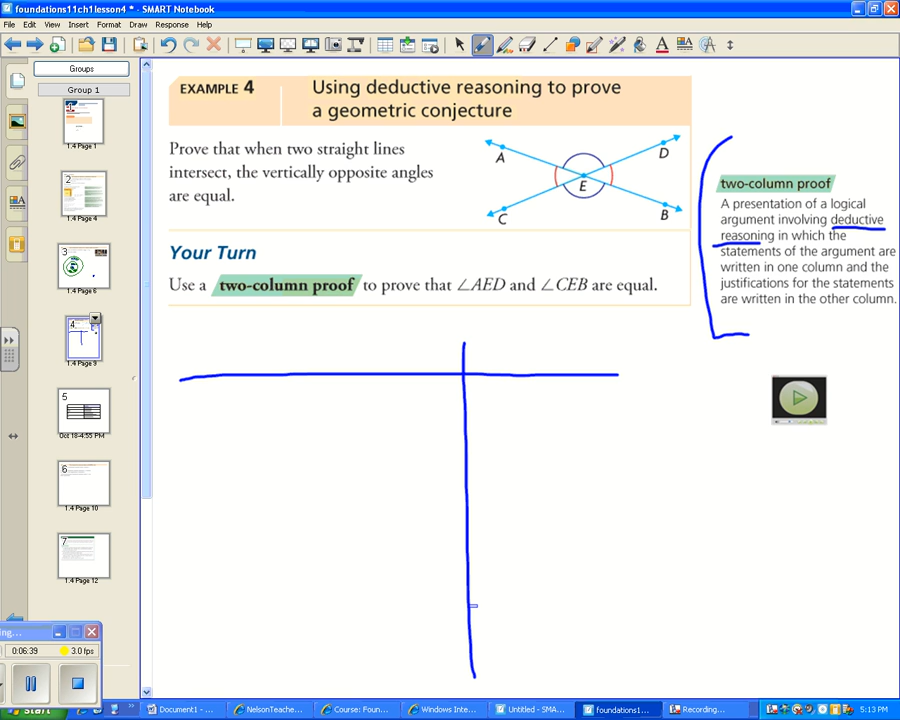 foundations11ch1lesson4 * - SMART Notebook
File Edit View Insert Format Draw Response Help
Groups
Group 1
1.4 Page 1
2
1.4 Page 4
3
1.4 Page 6
4
1.4 Page 9
5
Oct 18-4:55 PM
6
1.4 Page 10
7
1.4 Page 12
EXAMPLE 4 Using deductive reasoning to prove
a geometric conjecture
Prove that when two straight lines
intersect, the vertically opposite angles
are equal.
A
D
E
C
B
Your Turn
Use a two-column proof to prove that ∠AED and ∠CEB are equal.
two-column proof
A presentation of a logical
argument involving deductive
reasoning in which the
statements of the argument are
written in one column and the
justifications for the statements
are written in the other column.
ng...
0:06:39 3.0 fps
Start Document1 - ... NelsonTeache... Course: Foun... Windows Inte... Untitled - SMA... foundations1... Recording... 5:13 PM